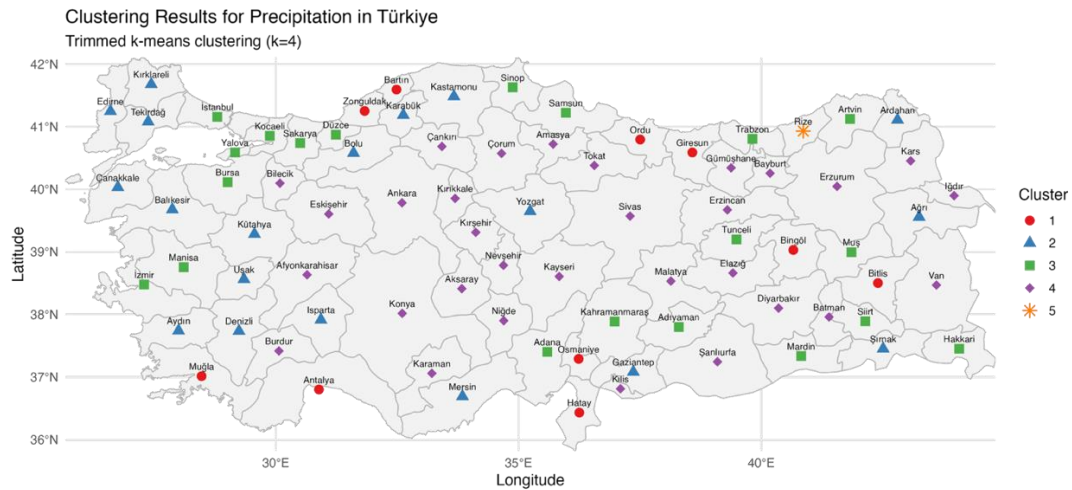 Clustering Results for Precipitation in Türkiye
Trimmed k-means clustering (k=4)
42°N
41°N
40°N
39°N
38°N
37°N
36°N
Latitude
30°E
35°E
40°E
Longitude
Kırklareli
Edirne
Tekirdağ
İstanbul
Kocaeli
Sakarya
Düzce
Yalova
Bolu
Zonguldak
Bartın
Karabük
Kastamonu
Sinop
Samsun
Çankırı
Çorum
Amasya
Tokat
Ordu
Giresun
Trabzon
Rize
Artvin
Ardahan
Gümüşhane
Bayburt
Kars
Erzurum
Iğdır
Çanakkale
Bursa
Bilecik
Balıkesir
Eskişehir
Ankara
Kırıkkale
Yozgat
Sivas
Erzincan
Ağrı
Kütahya
Kırşehir
Tunceli
Bingöl
Muş
Manisa
İzmir
Uşak
Afyonkarahisar
Nevşehir
Kayseri
Aksaray
Malatya
Elazığ
Bitlis
Van
Aydın
Denizli
Isparta
Konya
Niğde
Kahramanmaraş
Adıyaman
Diyarbakır
Batman
Siirt
Burdur
Adana
Osmaniye
Gaziantep
Şanlıurfa
Mardin
Şırnak
Hakkari
Muğla
Antalya
Karaman
Mersin
Kilis
Hatay
Cluster
1
2
3
4
5